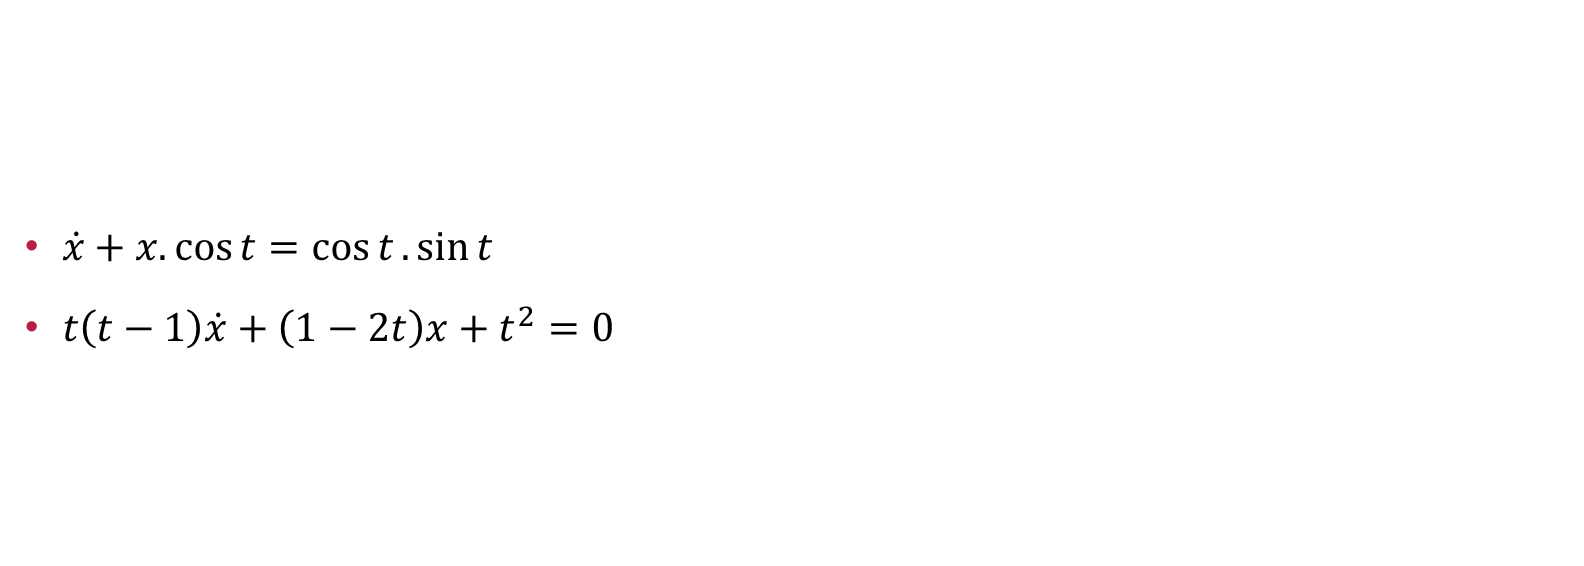 • ẋ + x. cos t = cos t . sin t
• t(t − 1)ẋ + (1 − 2t)x + t² = 0